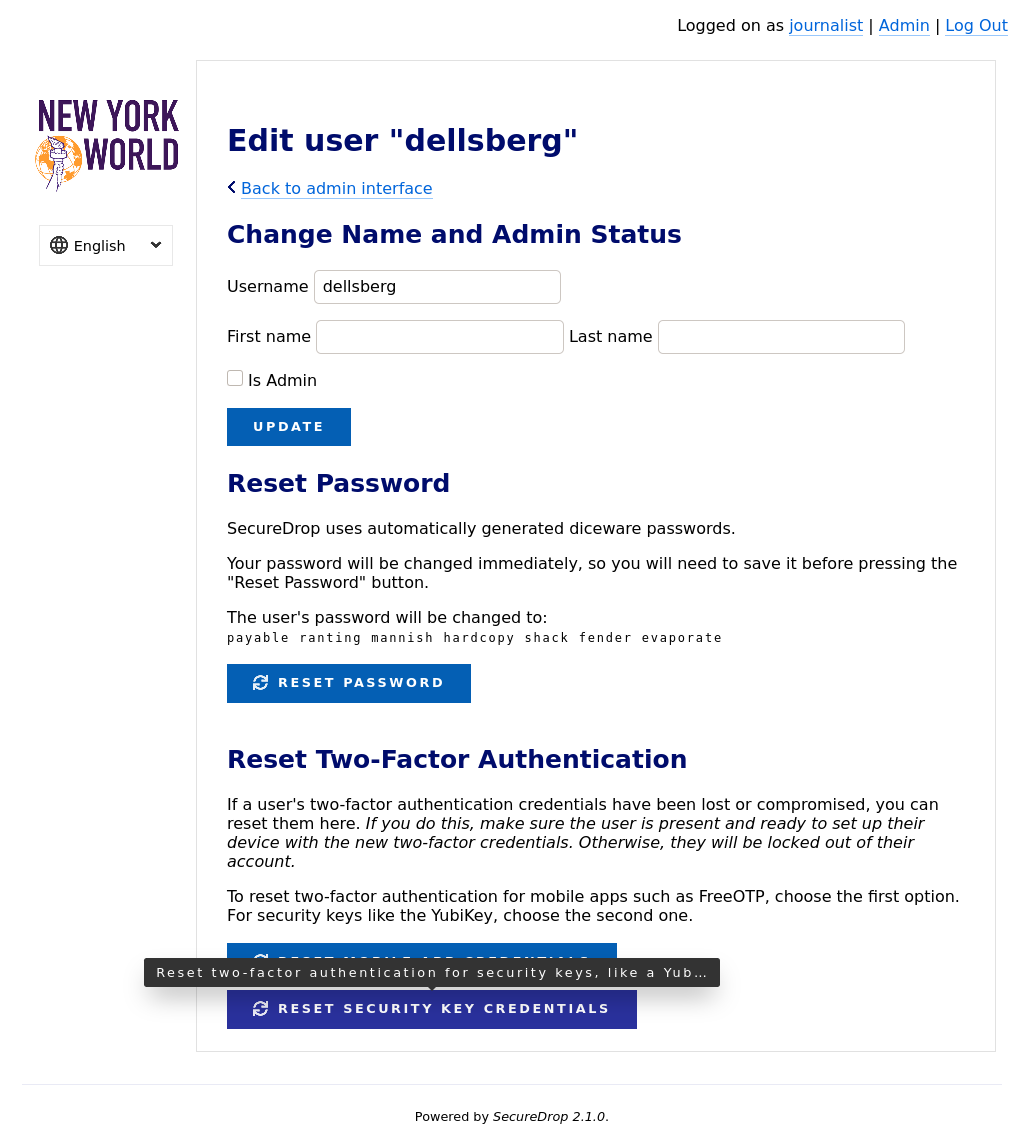 Logged on as journalist | Admin | Log Out
NEW YORK
WORLD
English
Edit user "dellsberg"
Back to admin interface
Change Name and Admin Status
Username dellsberg
First name Last name
Is Admin
UPDATE
Reset Password
SecureDrop uses automatically generated diceware passwords.
Your password will be changed immediately, so you will need to save it before pressing the
"Reset Password" button.
The user's password will be changed to:
payable ranting mannish hardcopy shack fender evaporate
RESET PASSWORD
Reset Two-Factor Authentication
If a user's two-factor authentication credentials have been lost or compromised, you can
reset them here. If you do this, make sure the user is present and ready to set up their
device with the new two-factor credentials. Otherwise, they will be locked out of their
account.
To reset two-factor authentication for mobile apps such as FreeOTP, choose the first option.
For security keys like the YubiKey, choose the second one.
Reset two-factor authentication for security keys, like a Yub…
RESET SECURITY KEY CREDENTIALS
Powered by SecureDrop 2.1.0.